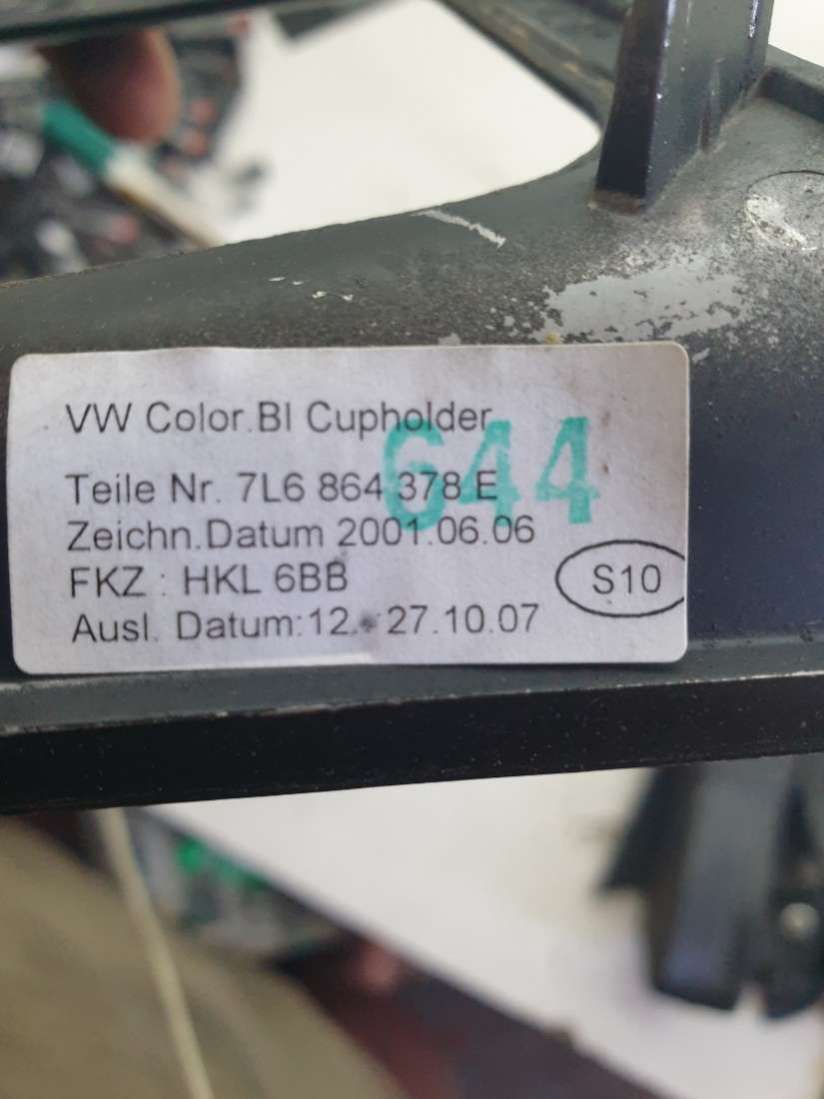 VW Color.Bl Cupholder
644
Teile Nr. 7L6 864 378 E
Zeichn.Datum 2001.06.06
FKZ : HKL 6BB
S10
Ausl. Datum:12. 27.10.07